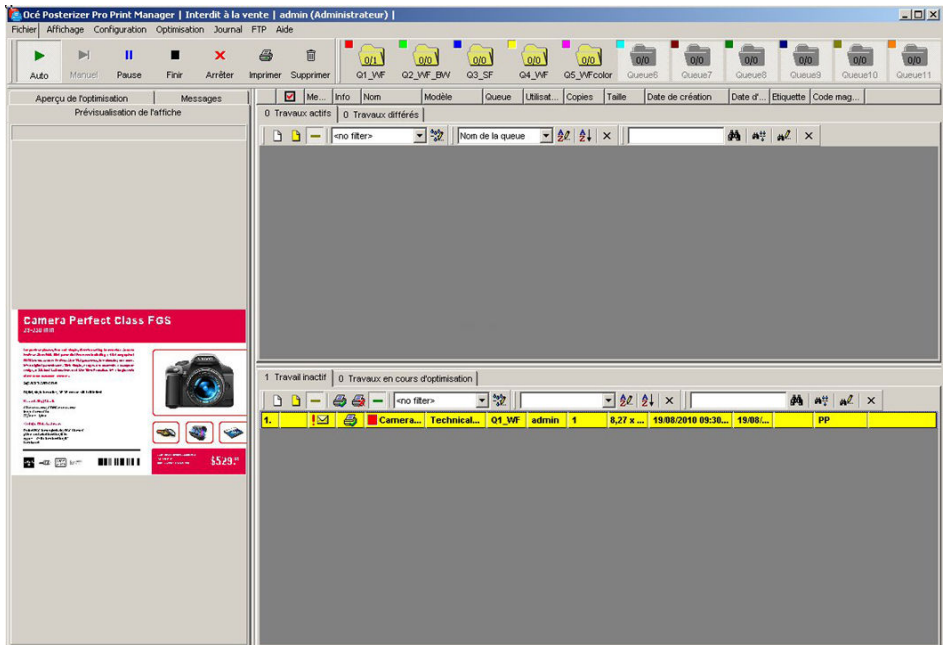 Océ Posterizer Pro Print Manager | Interdit à la vente | admin (Administrateur) |
Fichier Affichage Configuration Optimisation Journal FTP Aide
0/1 0/0 0/0 0/0 0/0 0/0 0/0 0/0 0/0 0/0 0/0
Auto Manuel Pause Finir Arrêter Imprimer Supprimer Q1_WF Q2_WF_BW Q3_SF Q4_WF Q5_WFcolor Queue6 Queue7 Queue8 Queue9 Queue10 Queue11
Aperçu de l'optimisation Messages
Prévisualisation de l'affiche
Me... Info Nom Modèle Queue Utilisat... Copies Taille Date de création Date d'... Etiquette Code mag...
0 Travaux actifs 0 Travaux différés
<no filter> Nom de la queue
Camera Perfect Class FGS
$529.
1 Travail inactif 0 Travaux en cours d'optimisation
<no filter>
1. Camera... Technical... Q1_WF admin 1 8,27 x ... 19/08/2010 09:30... 19/08/... PP